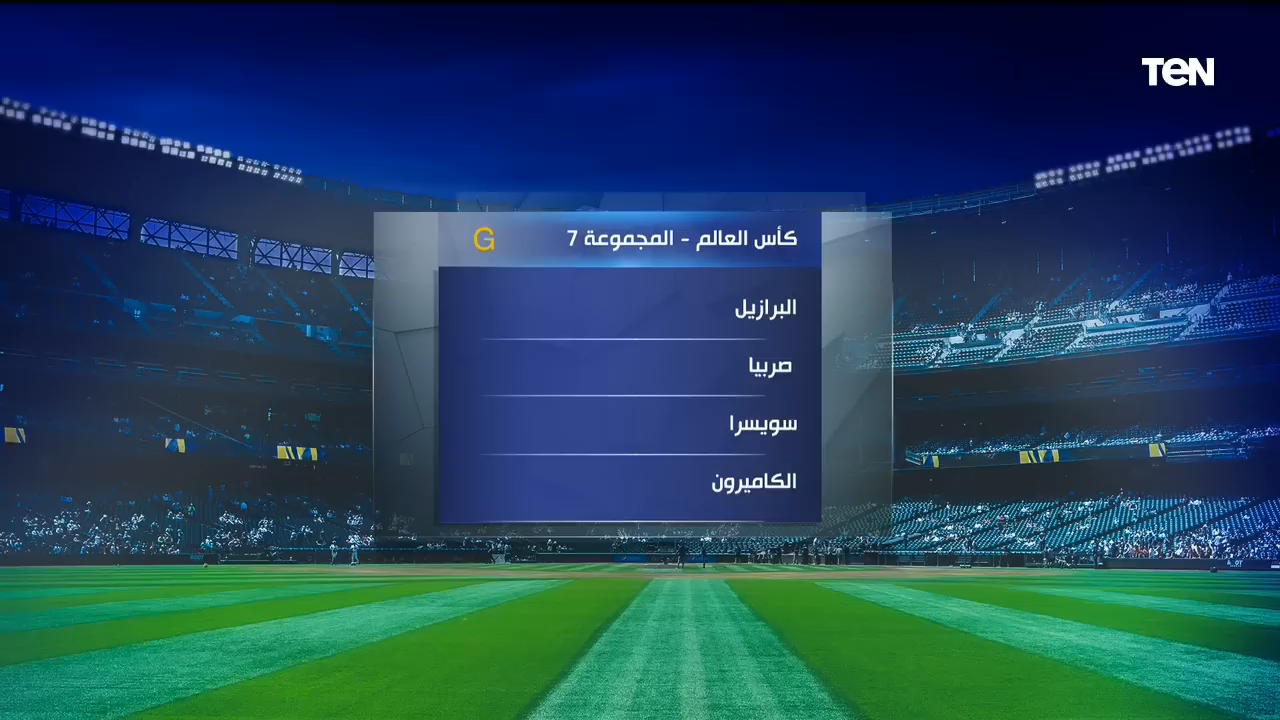 TEN
كأس العالم - المجموعة 7 G
البرازيل
صربيا
سويسرا
الكاميرون